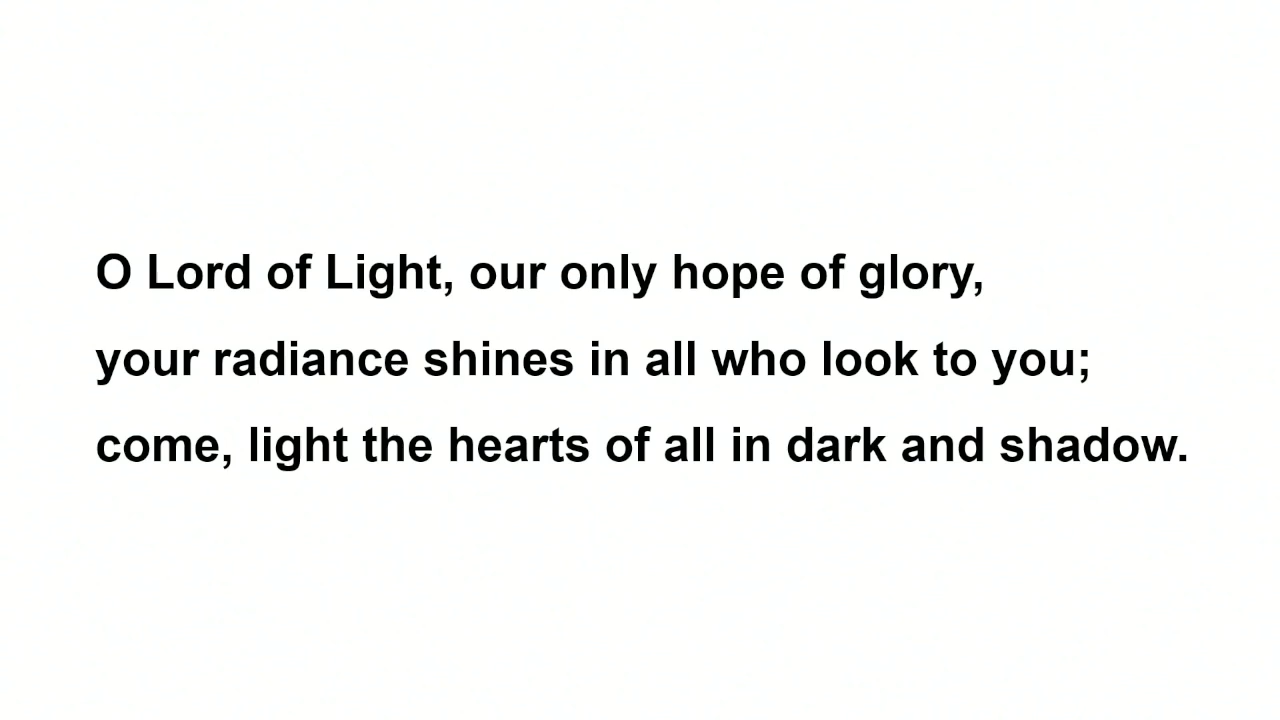 O Lord of Light, our only hope of glory,
your radiance shines in all who look to you;
come, light the hearts of all in dark and shadow.